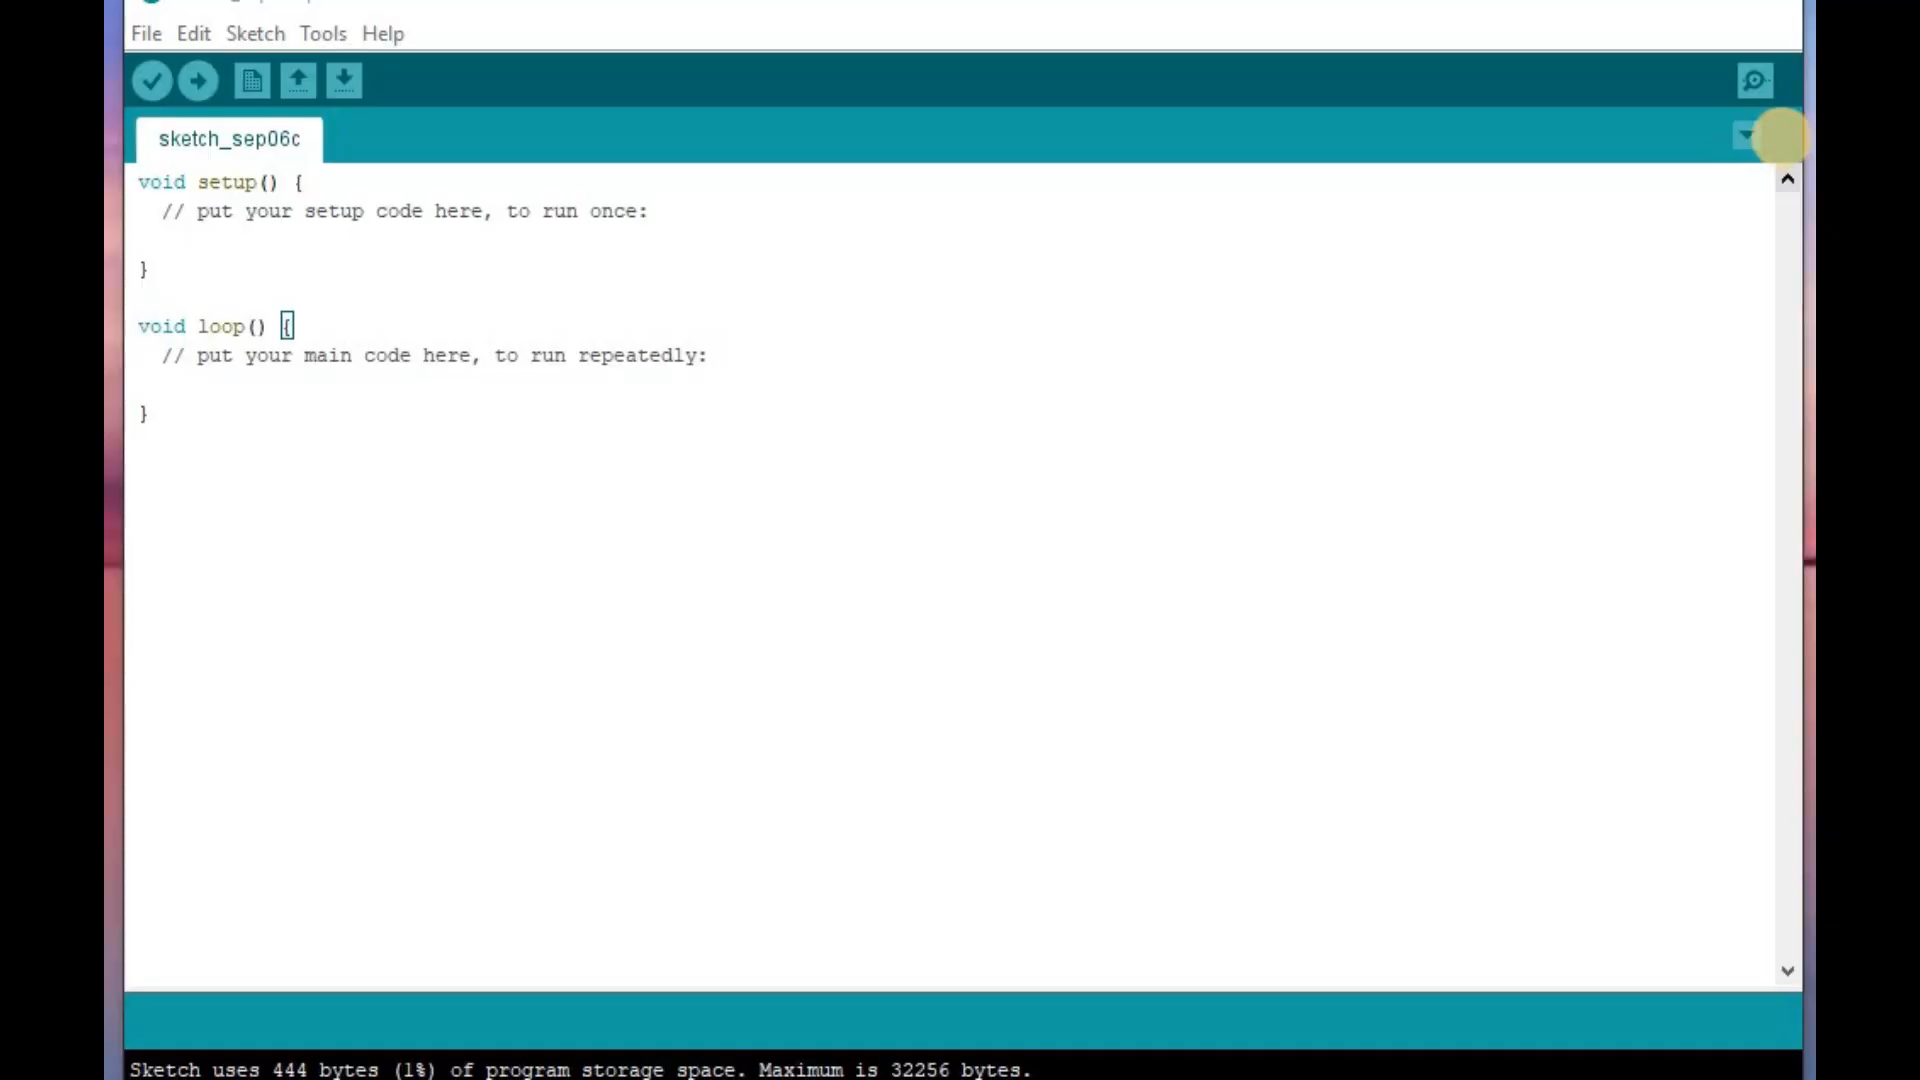 File Edit Sketch Tools Help
sketch_sep06c
void setup() {
  // put your setup code here, to run once:
}
void loop() {
  // put your main code here, to run repeatedly:
}
Sketch uses 444 bytes (1%) of program storage space. Maximum is 32256 bytes.